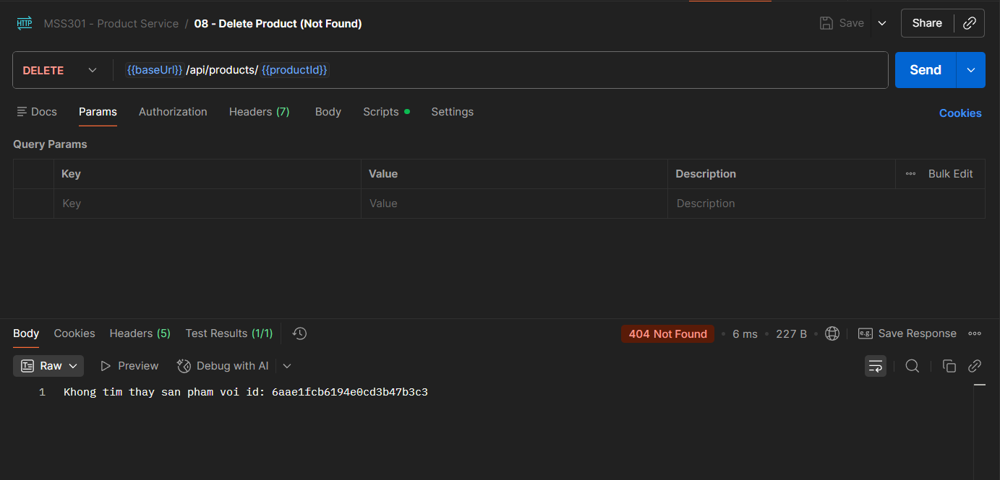 HTTP MSS301 - Product Service / 08 - Delete Product (Not Found) Save Share
DELETE {{baseUrl}}/api/products/{{productId}} Send
Docs Params Authorization Headers (7) Body Scripts Settings Cookies
Query Params
Key Value Description Bulk Edit
Key Value Description
Body Cookies Headers (5) Test Results (1/1) 404 Not Found 6 ms 227 B e.g. Save Response
Raw Preview Debug with AI
1 Khong tim thay san pham voi id: 6aae1fcb6194e0cd3b47b3c3